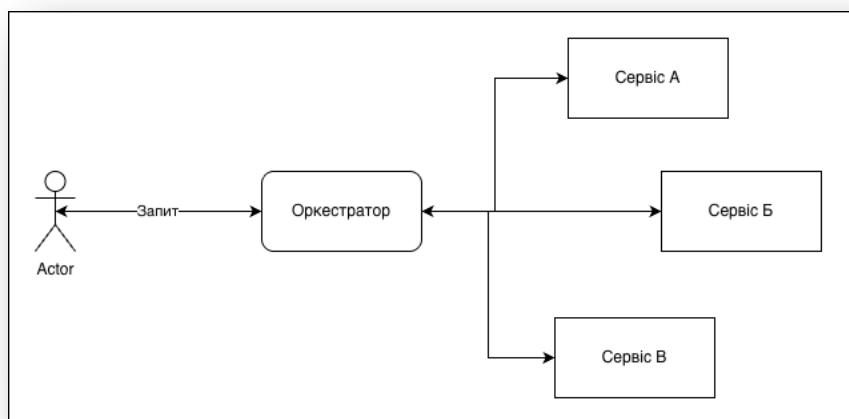 Сервіс А
Запит
Оркестратор
Сервіс Б
Actor
Сервіс В